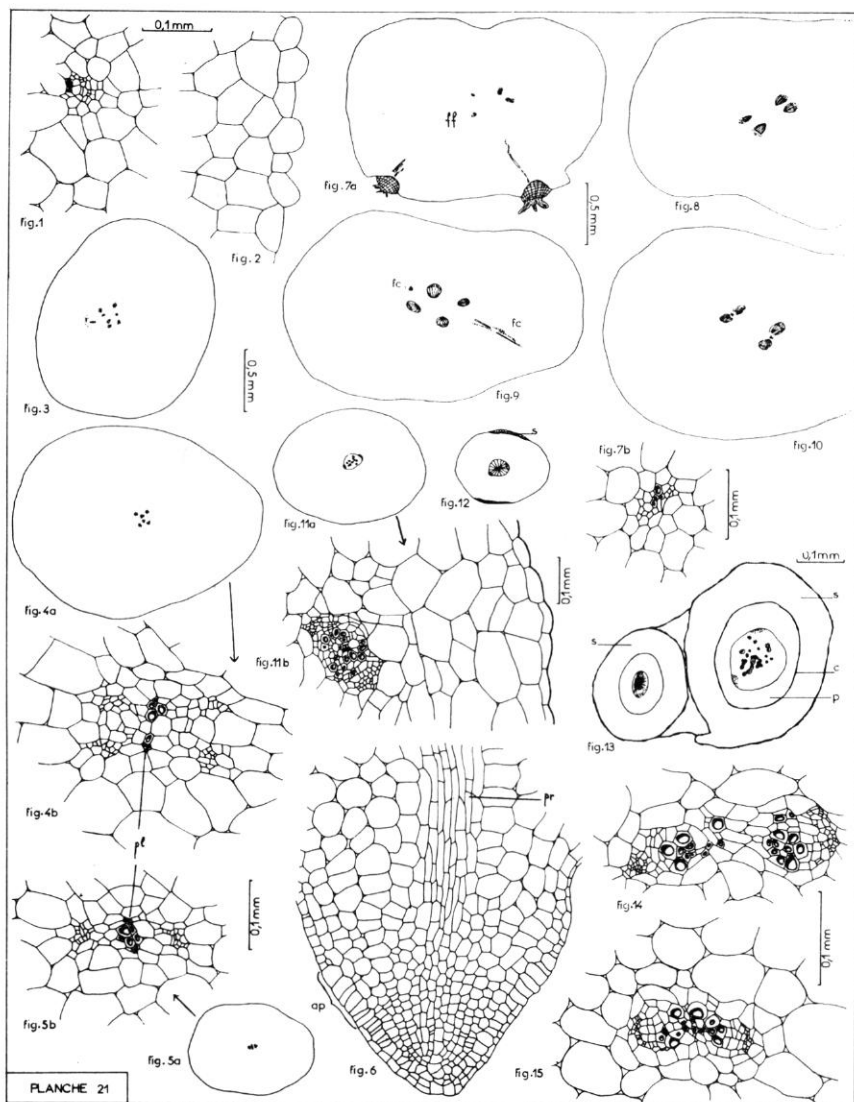 0,1mm
Fig.1
Fig. 2
ff
Fig. 7a
0,5mm
Fig.8
r
Fig. 3
0,5mm
fc
fc
Fig. 9
Fig.10
Fig.4a
Fig.11a
s
Fig.12
Fig.7b
0,1mm
0,1mm
Fig.11b
0,1mm
s
s
c
p
Fig.13
Fig.4b
pl
pr
Fig.14
0,1mm
Fig.5b
0,1mm
ap
Fig.5a
Fig.6
Fig.15
PLANCHE 21